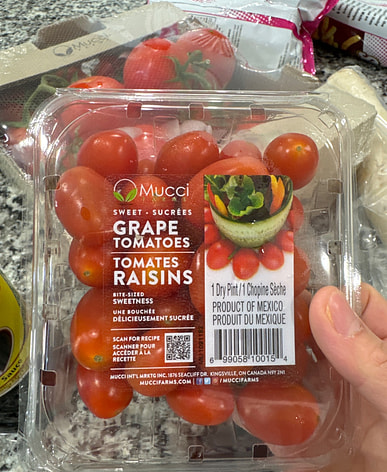 Mucci
Mucci
FARMS
SWEET • SUCRÉES
GRAPE
TOMATOES
TOMATES
RAISINS
BITE-SIZED
SWEETNESS
UNE BOUCHÉE
DÉLICIEUSEMENT SUCRÉE
SCAN FOR RECIPE
SCANNER POUR
ACCÉDER À LA
RECETTE
1 Dry Pint / 1 Chopine Sèche
PRODUCT OF MEXICO
PRODUIT DU MEXIQUE
6 99058 10015 4
MUCCI INT'L MRKTG INC. 1876 SEACLIFF DR. KINGSVILLE, ON CANADA N9Y 2N1
MUCCIFARMS.COM | /MUCCIFARMS